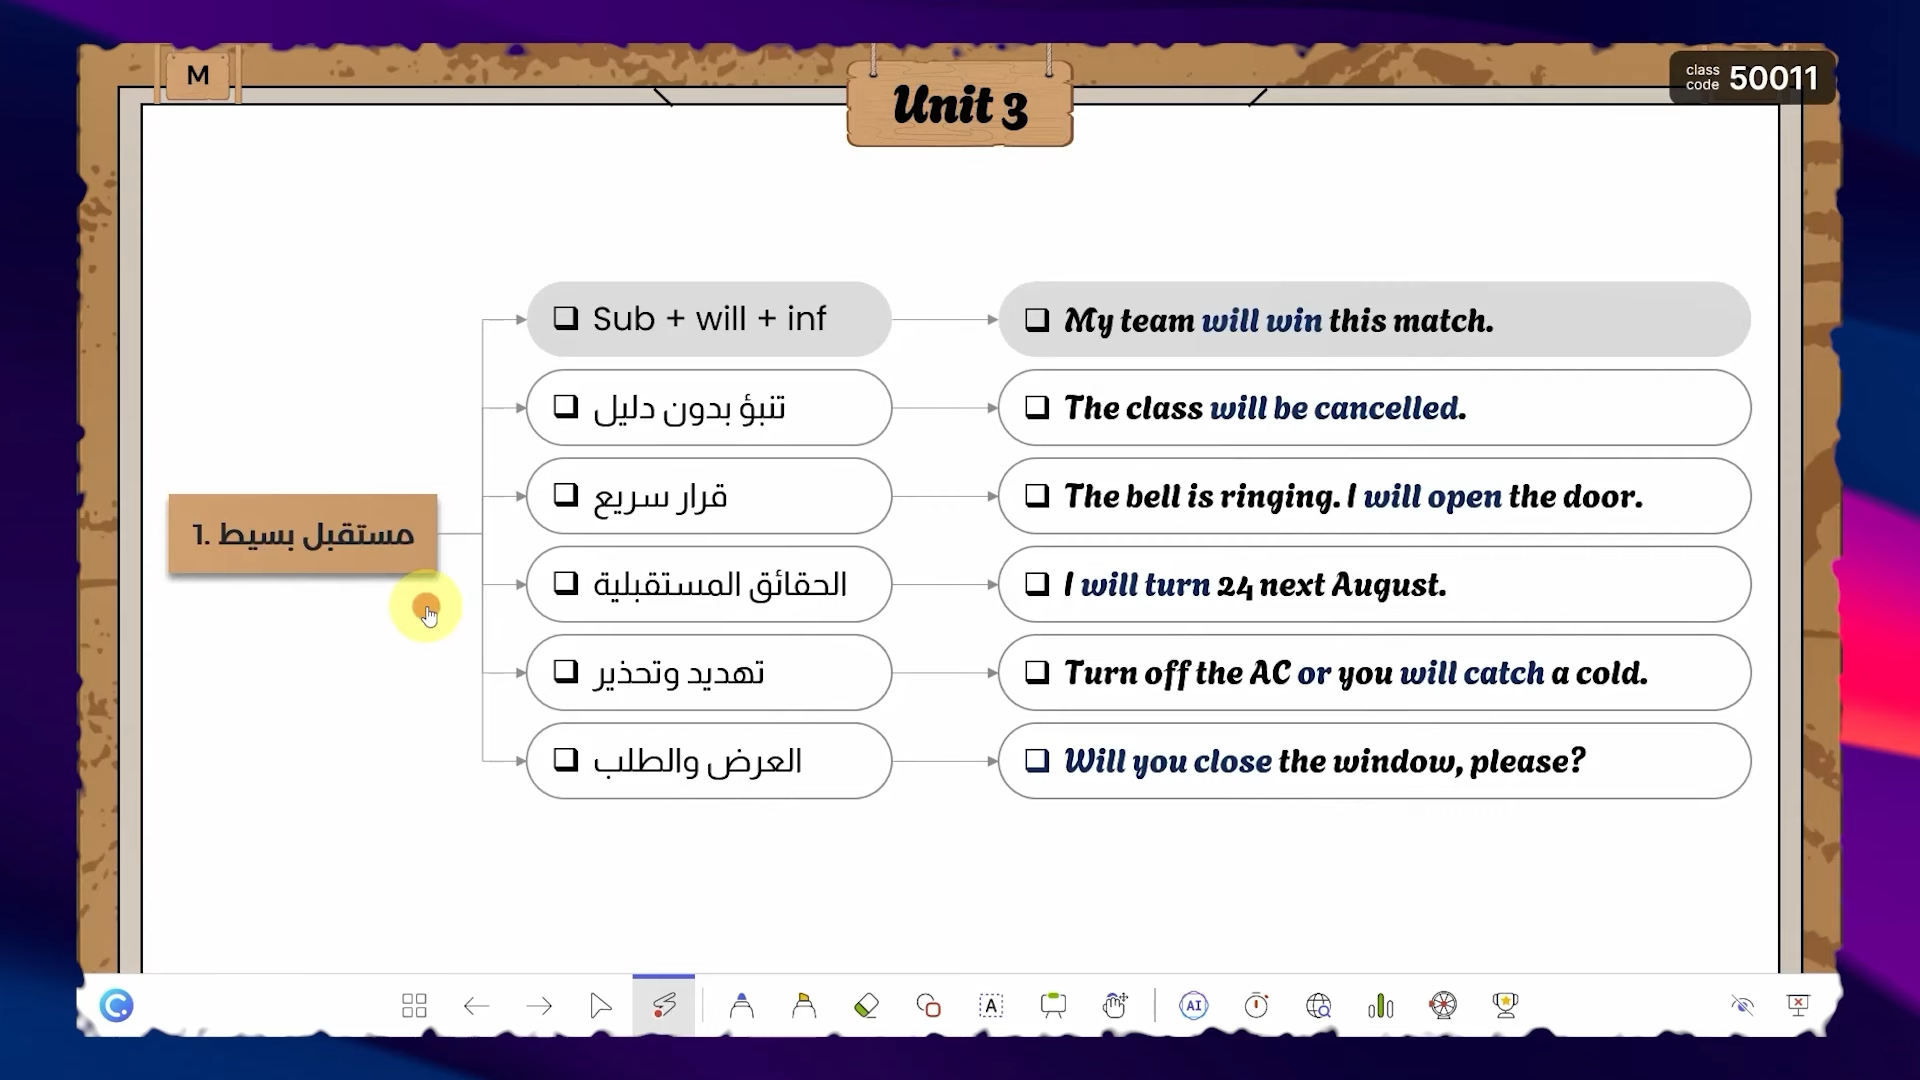 M
Unit 3
class code 50011
1. مستقبل بسيط
❑ Sub + will + inf
❑ My team will win this match.
❑ تنبؤ بدون دليل
❑ The class will be cancelled.
❑ قرار سريع
❑ The bell is ringing. I will open the door.
❑ الحقائق المستقبلية
❑ I will turn 24 next August.
❑ تهديد وتحذير
❑ Turn off the AC or you will catch a cold.
❑ العرض والطلب
❑ Will you close the window, please?
A
AI